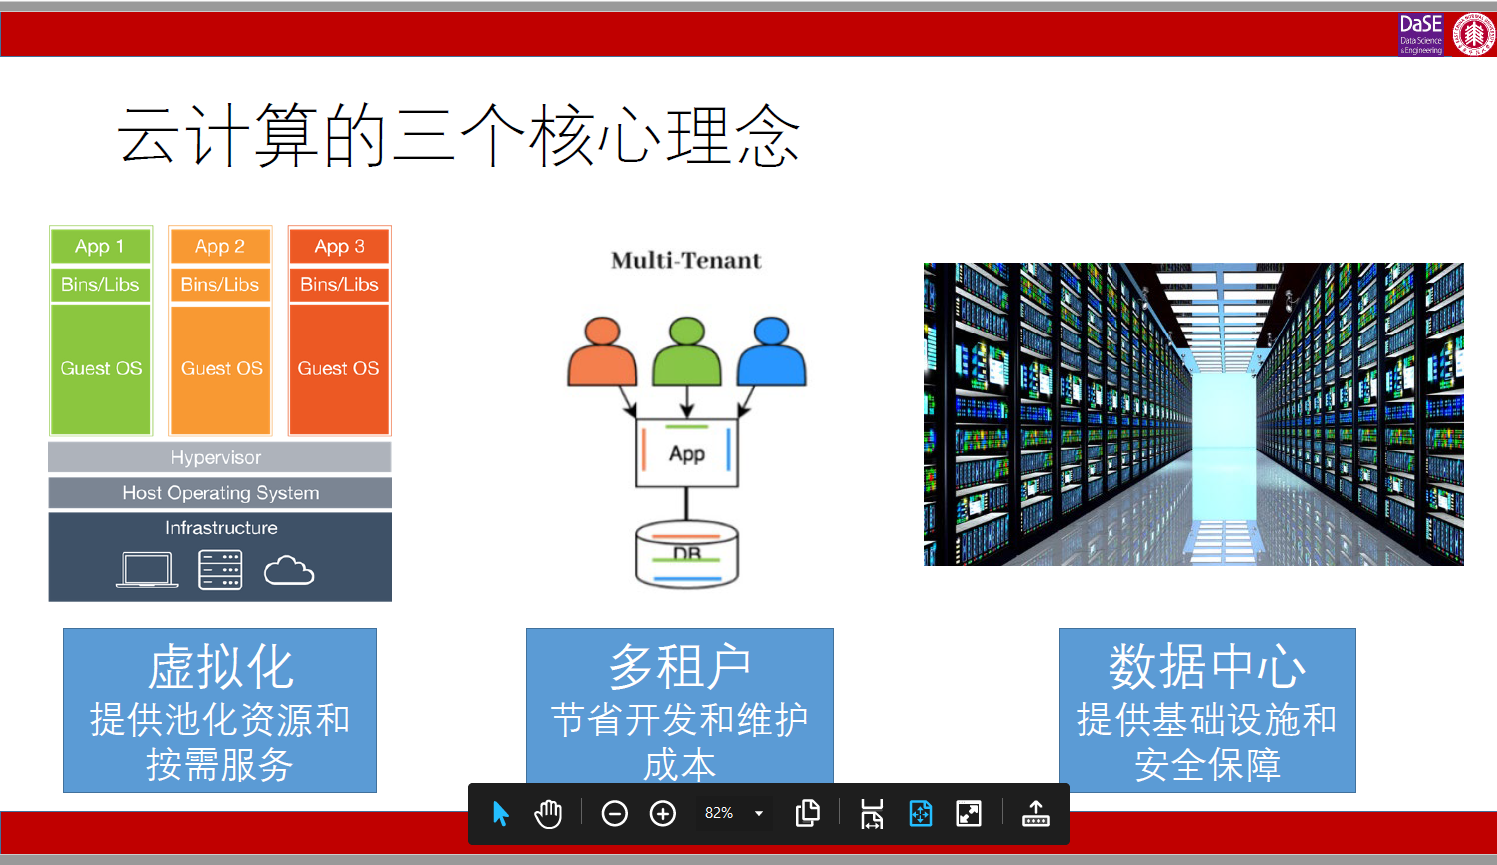 DaSE
Data Science
& Engineering
云计算的三个核心理念
App 1
App 2
App 3
Bins/Libs
Bins/Libs
Bins/Libs
Guest OS
Guest OS
Guest OS
Hypervisor
Host Operating System
Infrastructure
Multi-Tenant
App
DB
虚拟化
提供池化资源和
按需服务
多租户
节省开发和维护
成本
数据中心
提供基础设施和
安全保障
82%